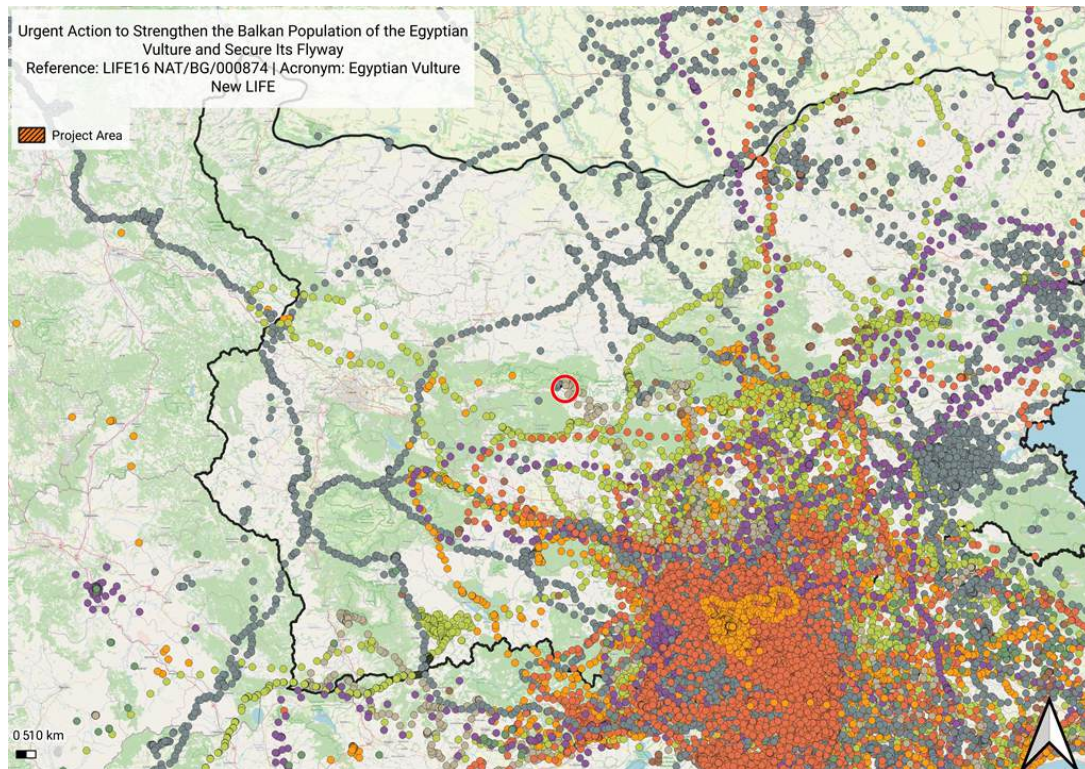 Urgent Action to Strengthen the Balkan Population of the Egyptian
Vulture and Secure Its Flyway
Reference: LIFE16 NAT/BG/000874 | Acronym: Egyptian Vulture
New LIFE
Project Area
0 510 km